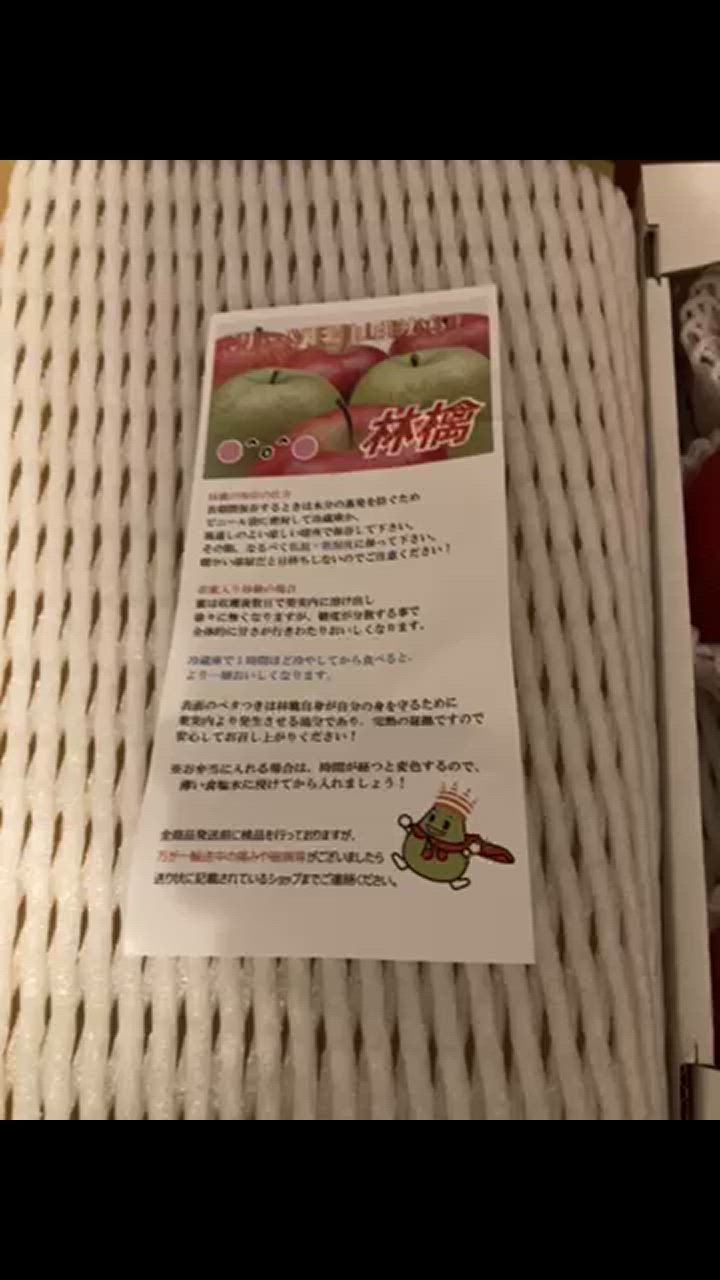 林檎
林檎の保存の仕方
長期間保存するときは水分の蒸発を防ぐため
ビニール袋に密封して冷蔵庫か、
風通しのよい涼しい場所で保存して下さい。
その際、なるべく低温・
に保って下さい。
暖かい部屋だと日持ちしないのでご注意ください!
蜜入り林檎の場合
蜜は収穫後数日で果実内に溶け出し
徐々に無くなりますが、糖度が分散する事で
全体的に甘さが行きわたりおいしくなります。
冷蔵庫で1時間ほど冷やしてから食べると、
より一層おいしくなります。
表面のベタつきは林檎自身が自分の身を守るために
果実内より発生させる油分であり、完熟の証拠ですので
安心してお召し上がりください!
※お弁当に入れる場合は、時間が経つと変色するので、
薄い食塩水に浸けてから入れましょう!
全商品発送前に検品を行っておりますが、
万が一輸送中の傷みや破損等がございましたら
送り状に記載されているショップまでご連絡ください。